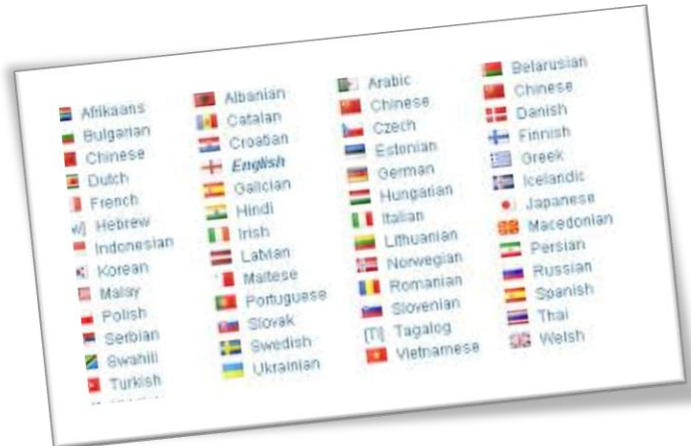 Afrikaans Albanian Arabic Belarusian
Bulgarian Catalan Chinese Chinese
Chinese Croatian Czech Danish
Dutch English Estonian Finnish
French Galician German Greek
w] Hebrew Hindi Hungarian Icelandic
Indonesian Irish Italian Japanese
Korean Latvian Lithuanian Macedonian
Malay Maltese Norwegian Persian
Polish Portuguese Romanian Russian
Serbian Slovak Slovenian Spanish
Swahili Swedish [Tl] Tagalog Thai
Turkish Ukrainian Vietnamese Welsh